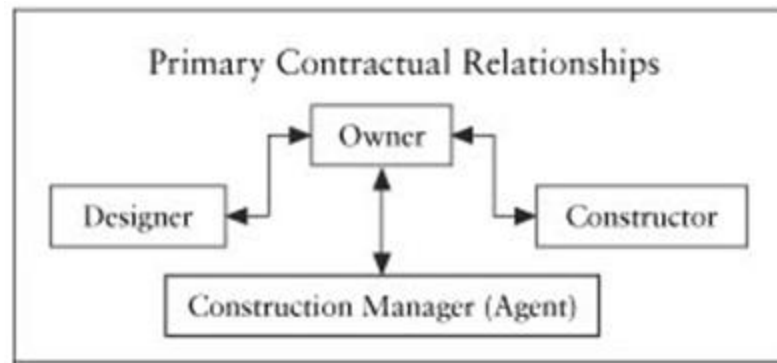 Primary Contractual Relationships
Owner
Designer
Constructor
Construction Manager (Agent)